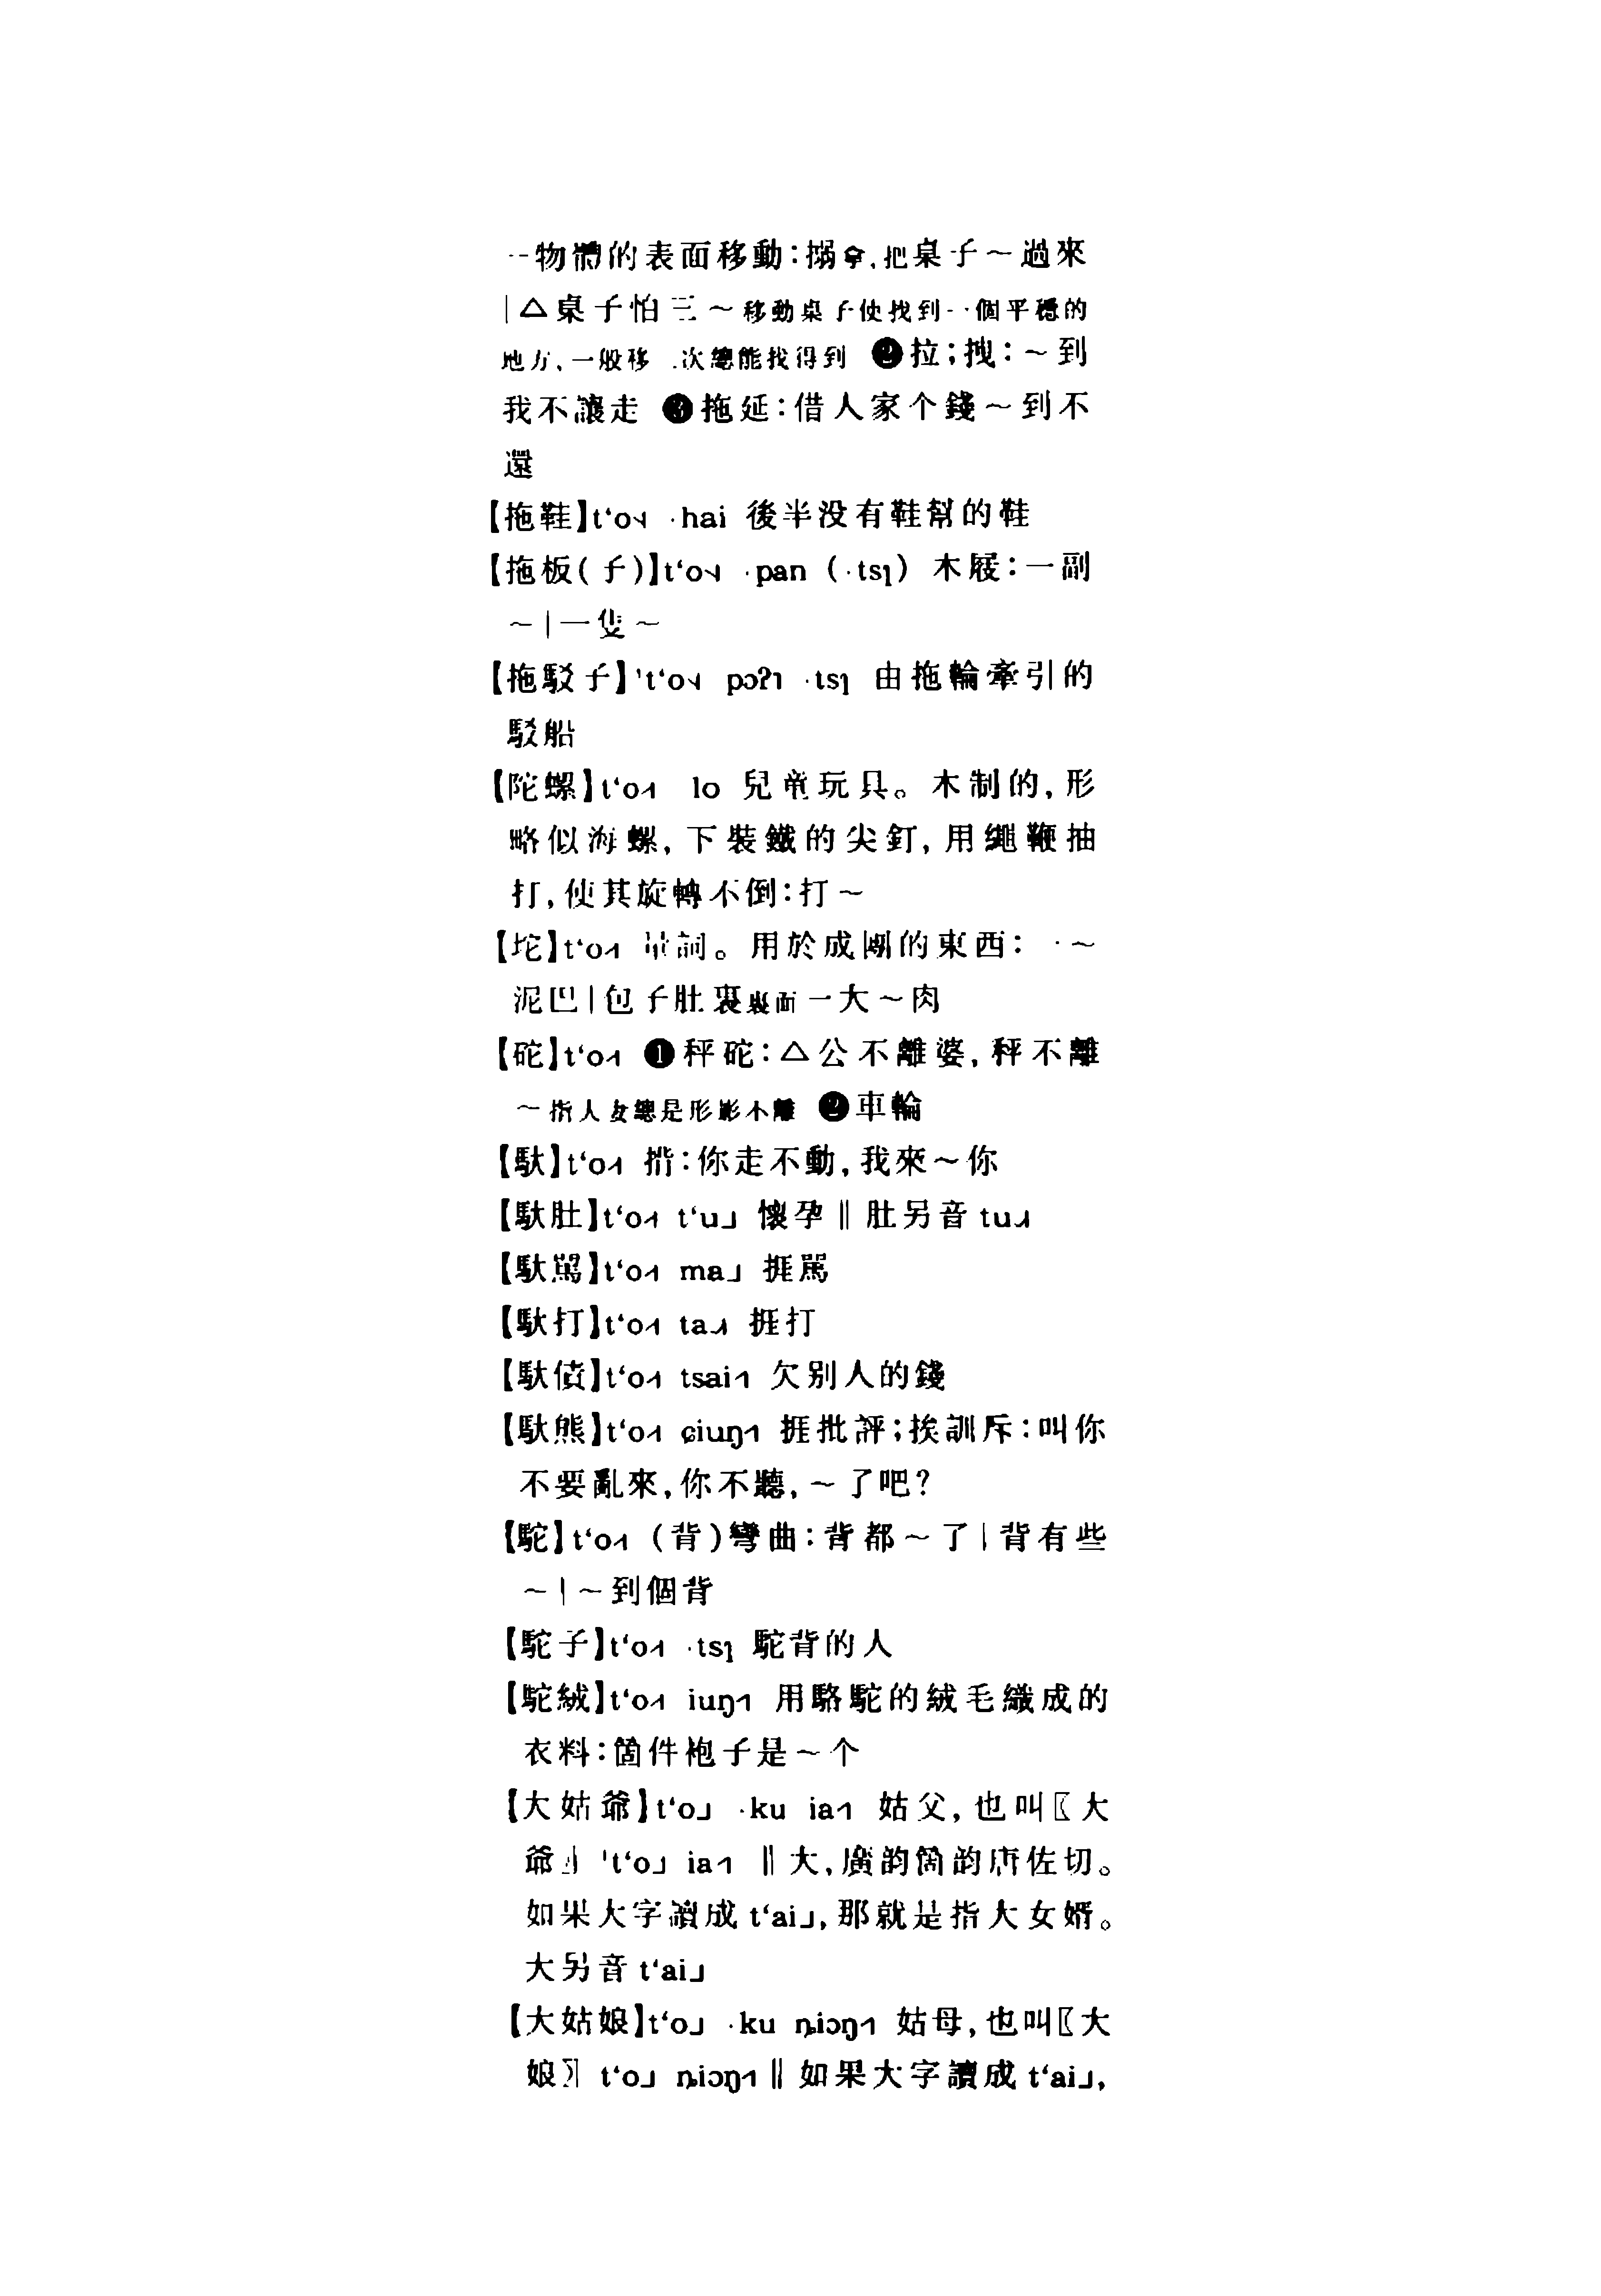 一物體的表面移動：搦拿，把桌子～過來
｜△桌子怕三～移動桌子使找到一個平穩的
地方，一般移三次總能找得到 ❷拉；拽：～到
我不讓走 ❸拖延：借人家个錢～到不
還
【拖鞋】t‘o˧˨ ·hai 後半没有鞋幫的鞋
【拖板(子)】t‘o˧˨ ·pan (·tsɿ) 木屐：一副
～｜一隻～
【拖駁子】't‘o˧˨ pɔʔ˥ ·tsɿ 由拖輪牽引的
駁船
【陀螺】t‘o˨˦ lo 兒童玩具。木制的，形
略似海螺，下裝鐵的尖釘，用繩鞭抽
打，使其旋轉不倒：打～
【坨】t‘o˨˦ 量詞。用於成團的東西：一～
泥巴｜包子肚裏裏面一大～肉
【砣】t‘o˨˦ ❶秤砣：△公不離婆，秤不離
～指人女總是形影不離 ❷車輪
【馱】t‘o˨˦ 揹：你走不動，我來～你
【馱肚】t‘o˨˦ t‘u˩ 懷孕‖肚另音 tu˨˩˧
【馱駡】t‘o˨˦ ma˩ 捱駡
【馱打】t‘o˨˦ ta˨˩˧ 捱打
【馱債】t‘o˨˦ tsai˧˥ 欠别人的錢
【馱熊】t‘o˨˦ ɕiuŋ˧˥ 捱批評；挨訓斥：叫你
不要亂來，你不聽，～了吧？
【駝】t‘o˨˦ (背)彎曲：背都～了｜背有些
～｜～到個背
【駝子】t‘o˨˦ ·tsɿ 駝背的人
【駝絨】t‘o˨˦ iuŋ˧˥ 用駱駝的絨毛織成的
衣料：箇件袍子是～个
【大姑爺】t‘o˩ ·ku ia˧˥ 姑父，也叫〖大
爺〗't‘o˩ ia˧˥ ‖大，廣韵箇韵唐佐切。
如果大字讀成 t‘ai˩，那就是指大女婿。
大另音 t‘ai˩
【大姑娘】t‘o˩ ·ku ȵiɔŋ˧˥ 姑母，也叫〖大
娘〗 t‘o˩ ȵiɔŋ˧˥‖如果大字讀成 t‘ai˩，